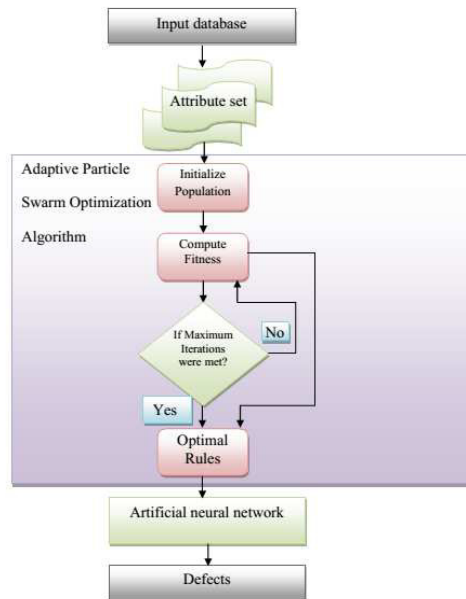 Input database
Attribute set
Adaptive Particle
Swarm Optimization
Algorithm
Initialize
Population
Compute
Fitness
If Maximum
Iterations
were met?
No
Yes
Optimal
Rules
Artificial neural network
Defects